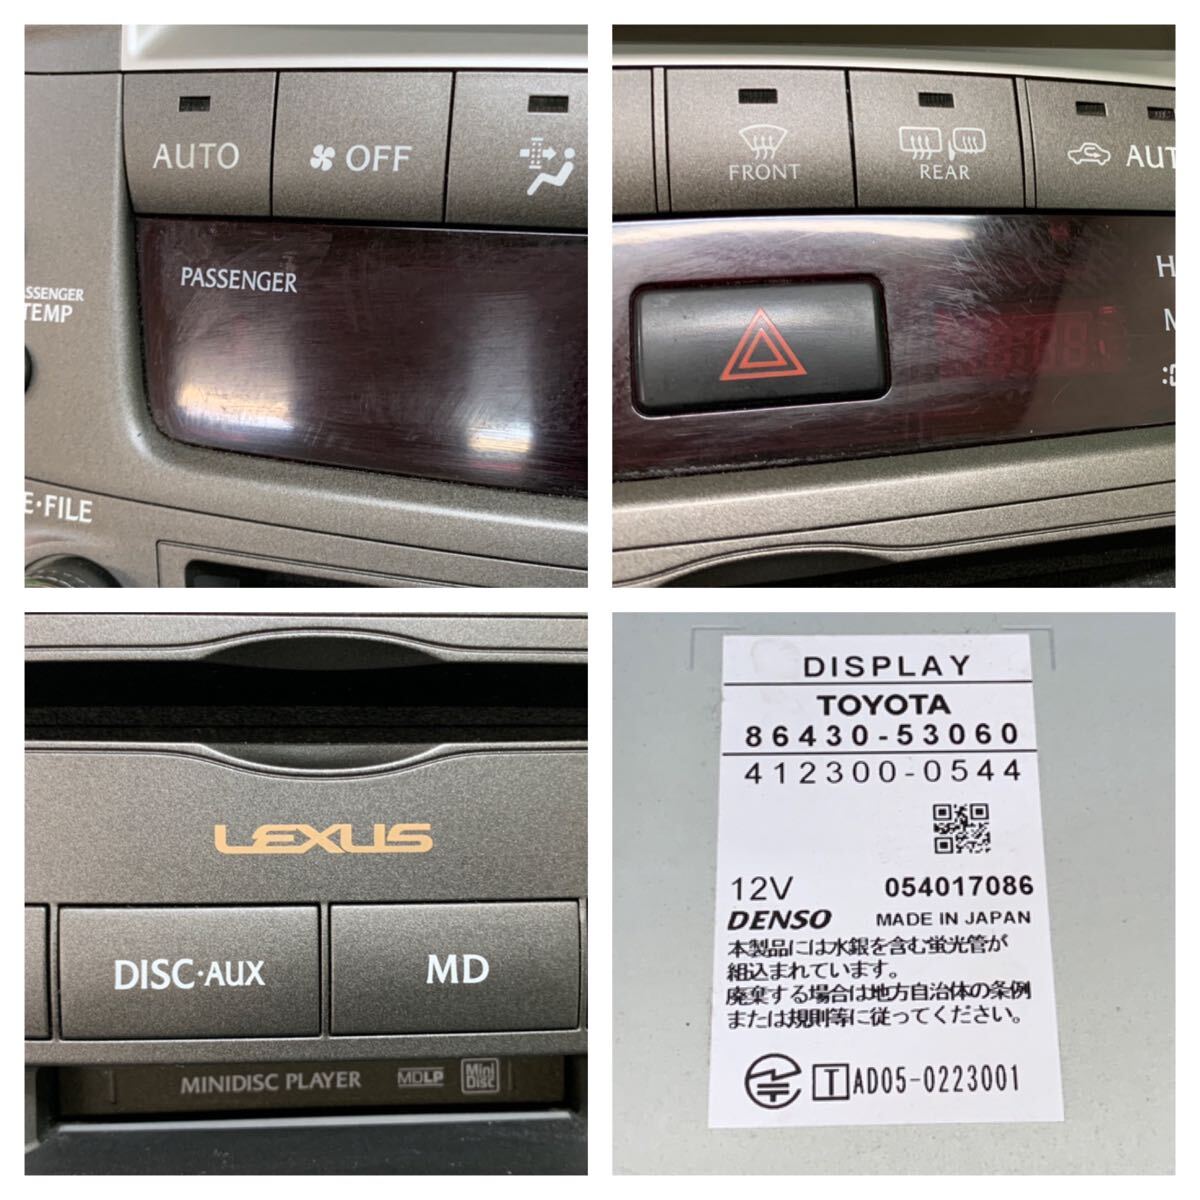 AUTO
OFF
PASSENGER
TEMP
E·FILE
FRONT
REAR
LEXUS
DISC·AUX
MD
MINIDISC PLAYER
MDLP
Mini
Disc
DISPLAY
TOYOTA
86430-53060
412300-0544
12V 054017086
DENSO MADE IN JAPAN
本製品には水銀を含む蛍光管が
組込まれています。
廃棄する場合は地方自治体の条例
または規則等に従ってください。
T AD05-0223001